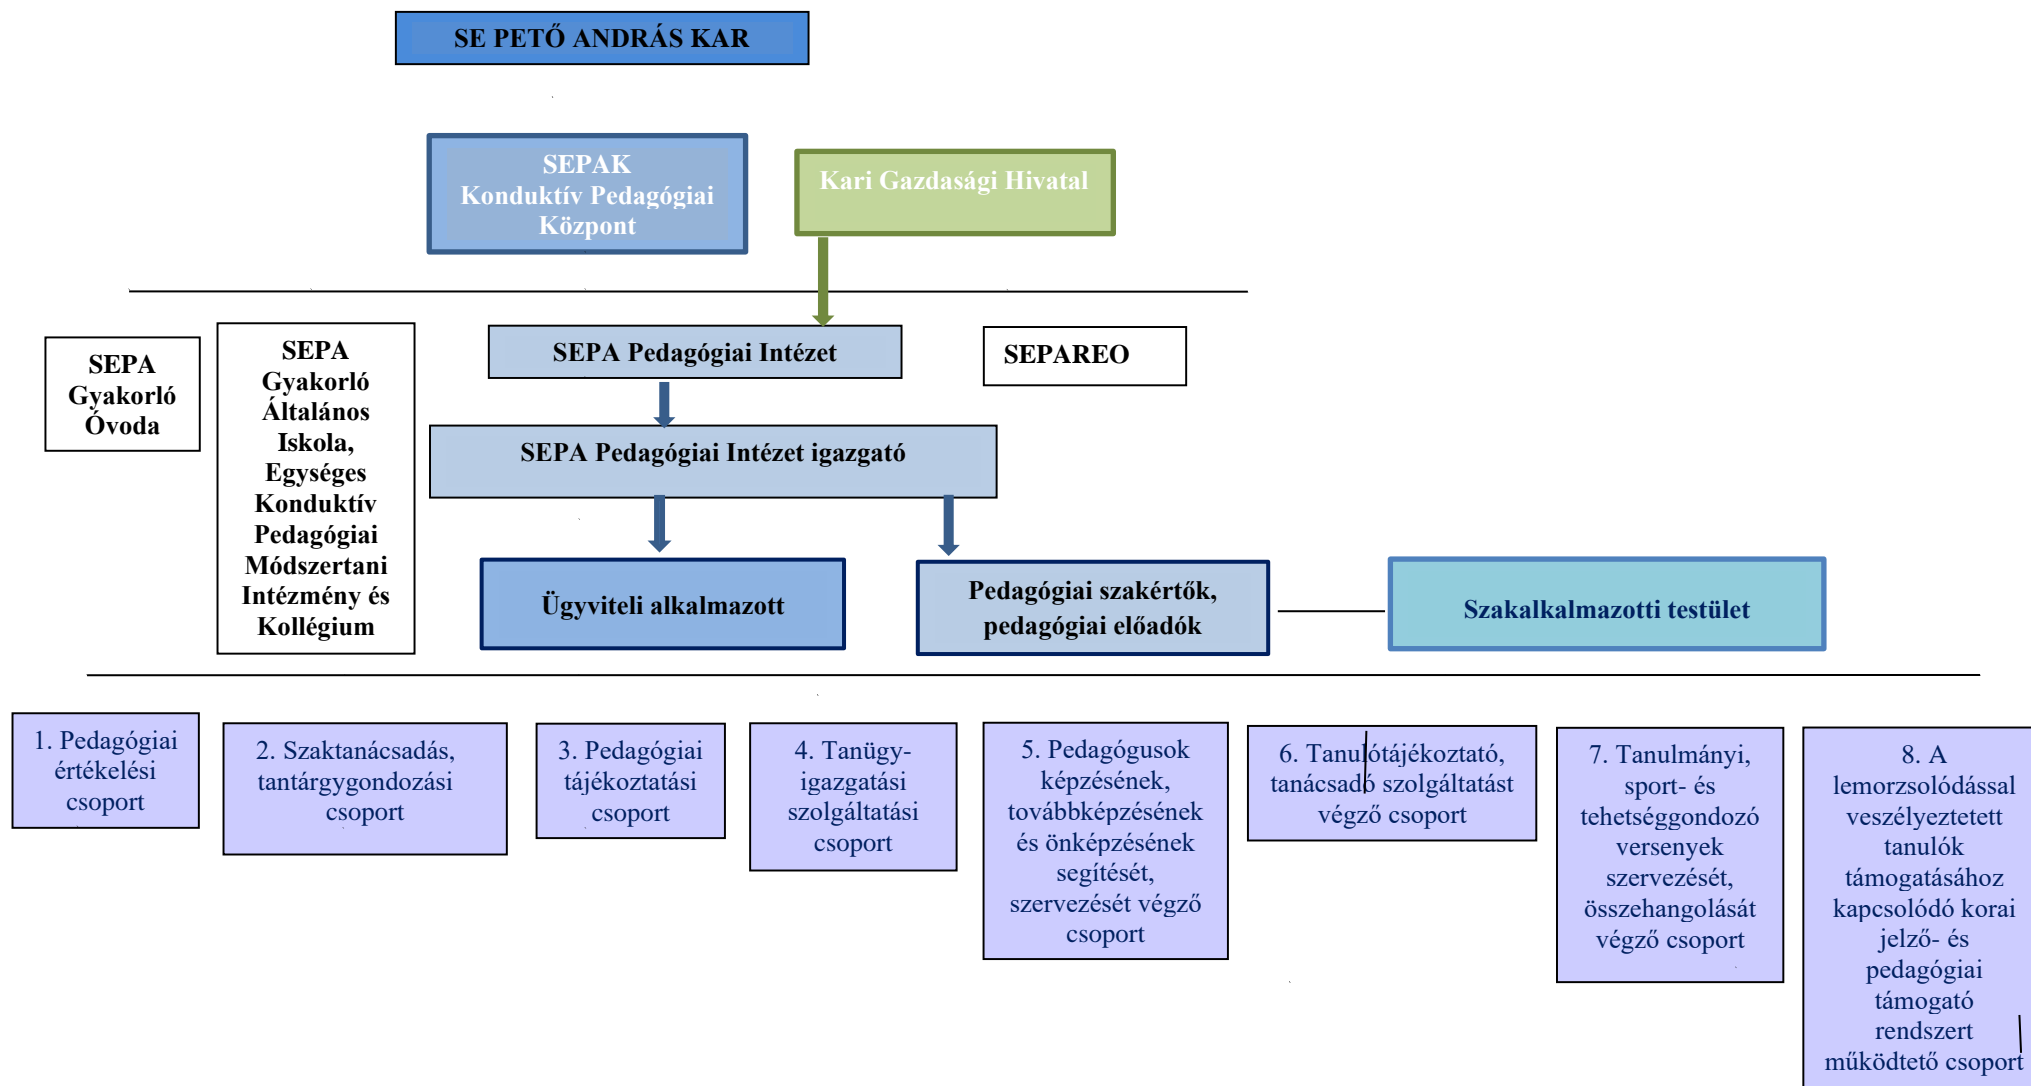 SE PETŐ ANDRÁS KAR
SEPAK
Konduktív Pedagógiai
Központ
Kari Gazdasági Hivatal
SEPA
Gyakorló
Óvoda
SEPA
Gyakorló
Általános
Iskola,
Egységes
Konduktív
Pedagógiai
Módszertani
Intézmény és
Kollégium
SEPA Pedagógiai Intézet
SEPAREO
SEPA Pedagógiai Intézet igazgató
Ügyviteli alkalmazott
Pedagógiai szakértők,
pedagógiai előadók
Szakalkalmazotti testület
1. Pedagógiai
értékelési
csoport
2. Szaktanácsadás,
tantárgygondozási
csoport
3. Pedagógiai
tájékoztatási
csoport
4. Tanügy-
igazgatási
szolgáltatási
csoport
5. Pedagógusok
képzésének,
továbbképzésének
és önképzésének
segítését,
szervezését végző
csoport
6. Tanulótájékoztató,
tanácsadó szolgáltatást
végző csoport
7. Tanulmányi,
sport- és
tehetséggondozó
versenyek
szervezését,
összehangolását
végző csoport
8. A
lemorzsolódással
veszélyeztetett
tanulók
támogatásához
kapcsolódó korai
jelző- és
pedagógiai
támogató
rendszert
működtető csoport